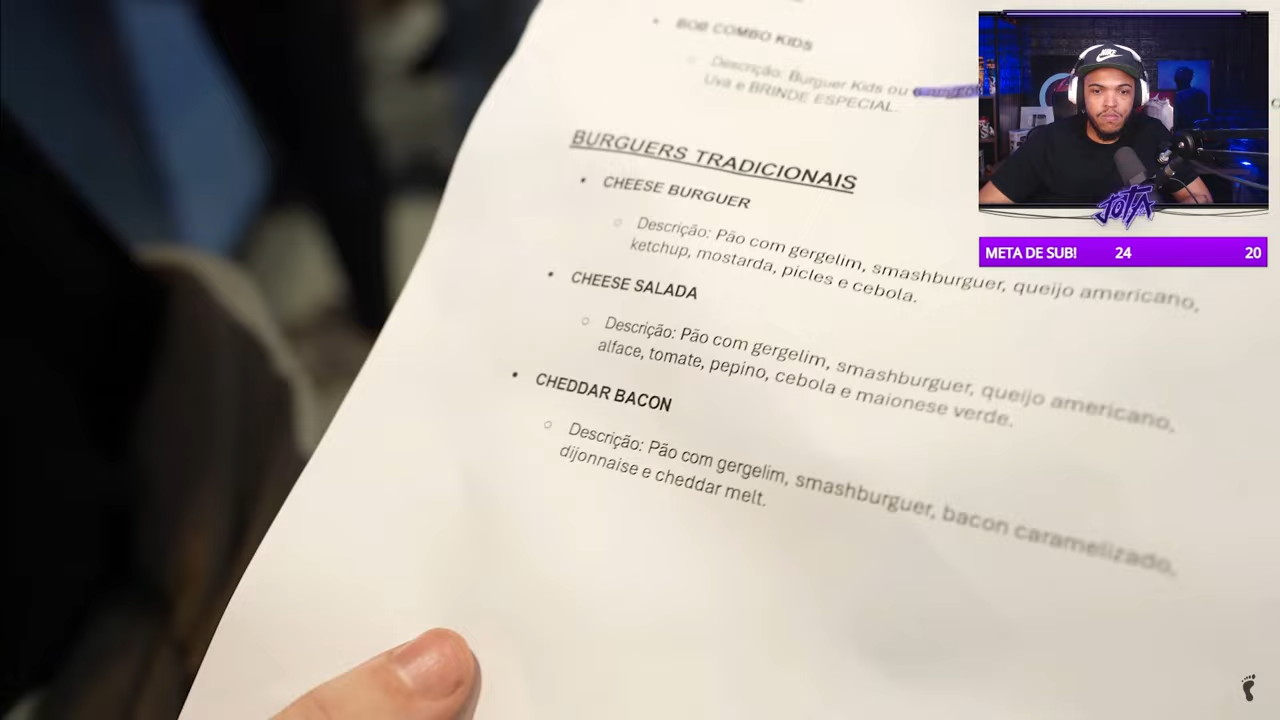 BOB COMBO KIDS
Descrição: Burguer Kids ou
Uva e BRINDE ESPECIAL.
BURGUERS TRADICIONAIS
CHEESE BURGUER
Descrição: Pão com gergelim, smashburguer, queijo americano,
ketchup, mostarda, picles e cebola.
CHEESE SALADA
Descrição: Pão com gergelim, smashburguer, queijo americano,
alface, tomate, pepino, cebola e maionese verde.
CHEDDAR BACON
Descrição: Pão com gergelim, smashburguer, bacon caramelizado,
dijonnaise e cheddar melt.
NIKE
JOTA
META DE SUB! 24 20